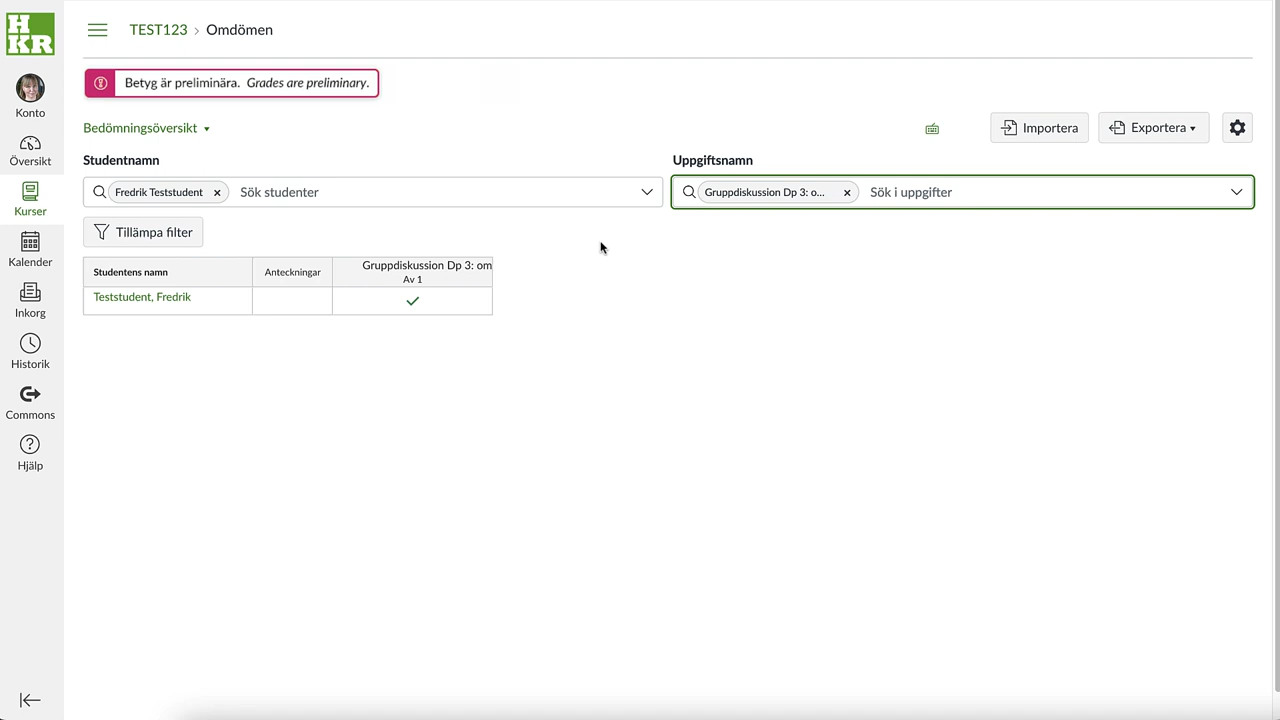 H
KR
TEST123 › Omdömen
Betyg är preliminära. Grades are preliminary.
Bedömningsöversikt
Importera
Exportera
Studentnamn
Uppgiftsnamn
Fredrik Teststudent
Sök studenter
Gruppdiskussion Dp 3: o...
Sök i uppgifter
Tillämpa filter
Studentens namn
Anteckningar
Gruppdiskussion Dp 3: om
Av 1
Teststudent, Fredrik
Konto
Översikt
Kurser
Kalender
Inkorg
Historik
Commons
Hjälp